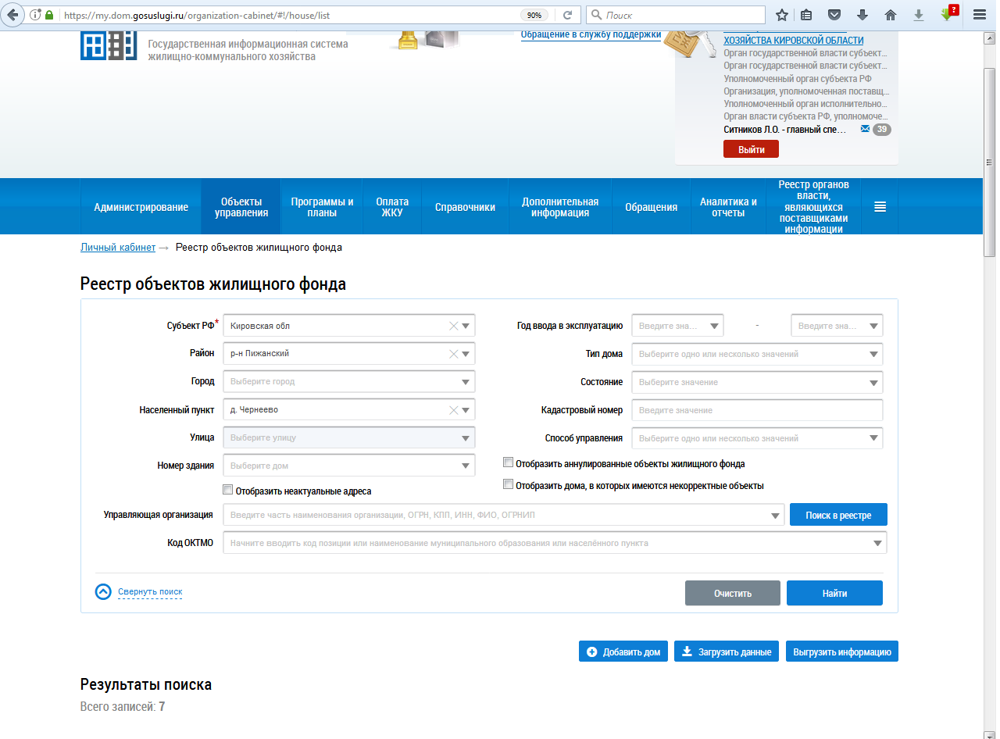 https://my.dom.gosuslugi.ru/organization-cabinet/#!/house/list
90%
Поиск
?
Государственная информационная система
жилищно-коммунального хозяйства
Обращение в службу поддержки
ХОЗЯЙСТВА КИРОВСКОЙ ОБЛАСТИ
Орган государственной власти субъект...
Орган государственной власти субъект...
Уполномоченный орган субъекта РФ
Организация, уполномоченная поставщ...
Уполномоченный орган исполнительно...
Орган власти субъекта РФ, уполномоче...
Ситников Л.О. - главный спе...
39
Выйти
Администрирование
Объекты
управления
Программы и
планы
Оплата
ЖКУ
Справочники
Дополнительная
информация
Обращения
Аналитика и
отчеты
Реестр органов
власти,
являющихся
поставщиками
информации
Личный кабинет → Реестр объектов жилищного фонда
Реестр объектов жилищного фонда
Субъект РФ* Кировская обл
Район р-н Пижанский
Город Выберите город
Населенный пункт д. Чернеево
Улица Выберите улицу
Номер здания Выберите дом
Отобразить неактуальные адреса
Год ввода в эксплуатацию Введите зна... - Введите зна...
Тип дома Выберите одно или несколько значений
Состояние Выберите значение
Кадастровый номер Введите значение
Способ управления Выберите одно или несколько значений
Отобразить аннулированные объекты жилищного фонда
Отобразить дома, в которых имеются некорректные объекты
Управляющая организация Введите часть наименования организации, ОГРН, КПП, ИНН, ФИО, ОГРНИП Поиск в реестре
Код ОКТМО Начните вводить код позиции или наименование муниципального образования или населённого пункта
Свернуть поиск Очистить Найти
Добавить дом Загрузить данные Выгрузить информацию
Результаты поиска
Всего записей: 7